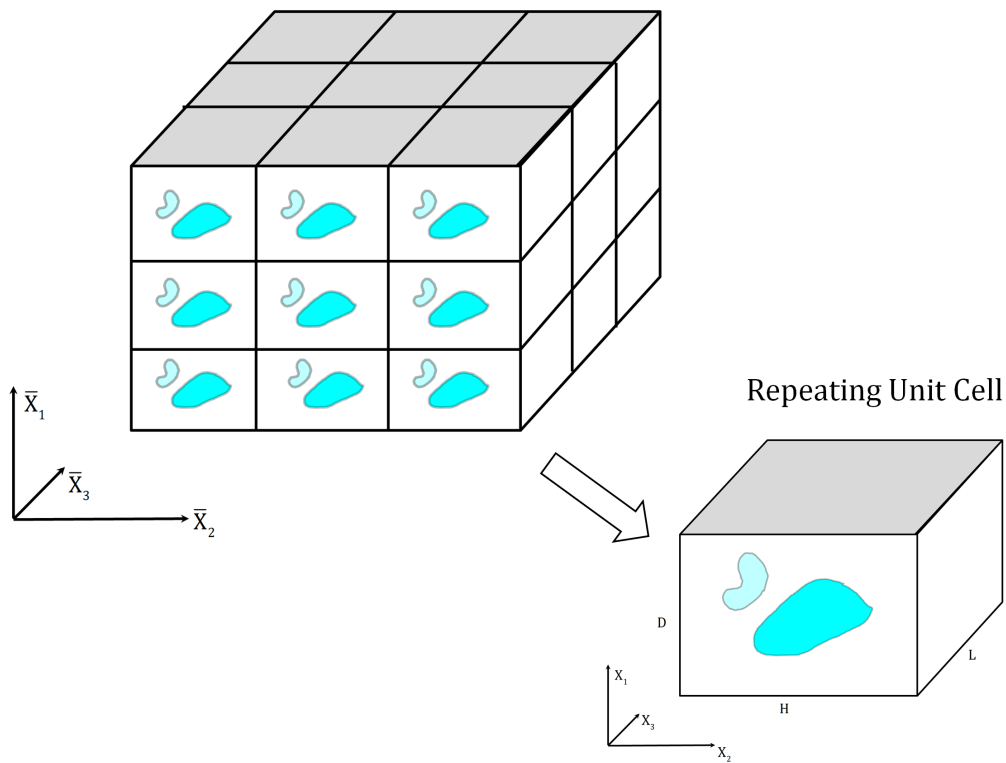 X̅₁
X̅₃
X̅₂
Repeating Unit Cell
D
L
H
X₁
X₃
X₂